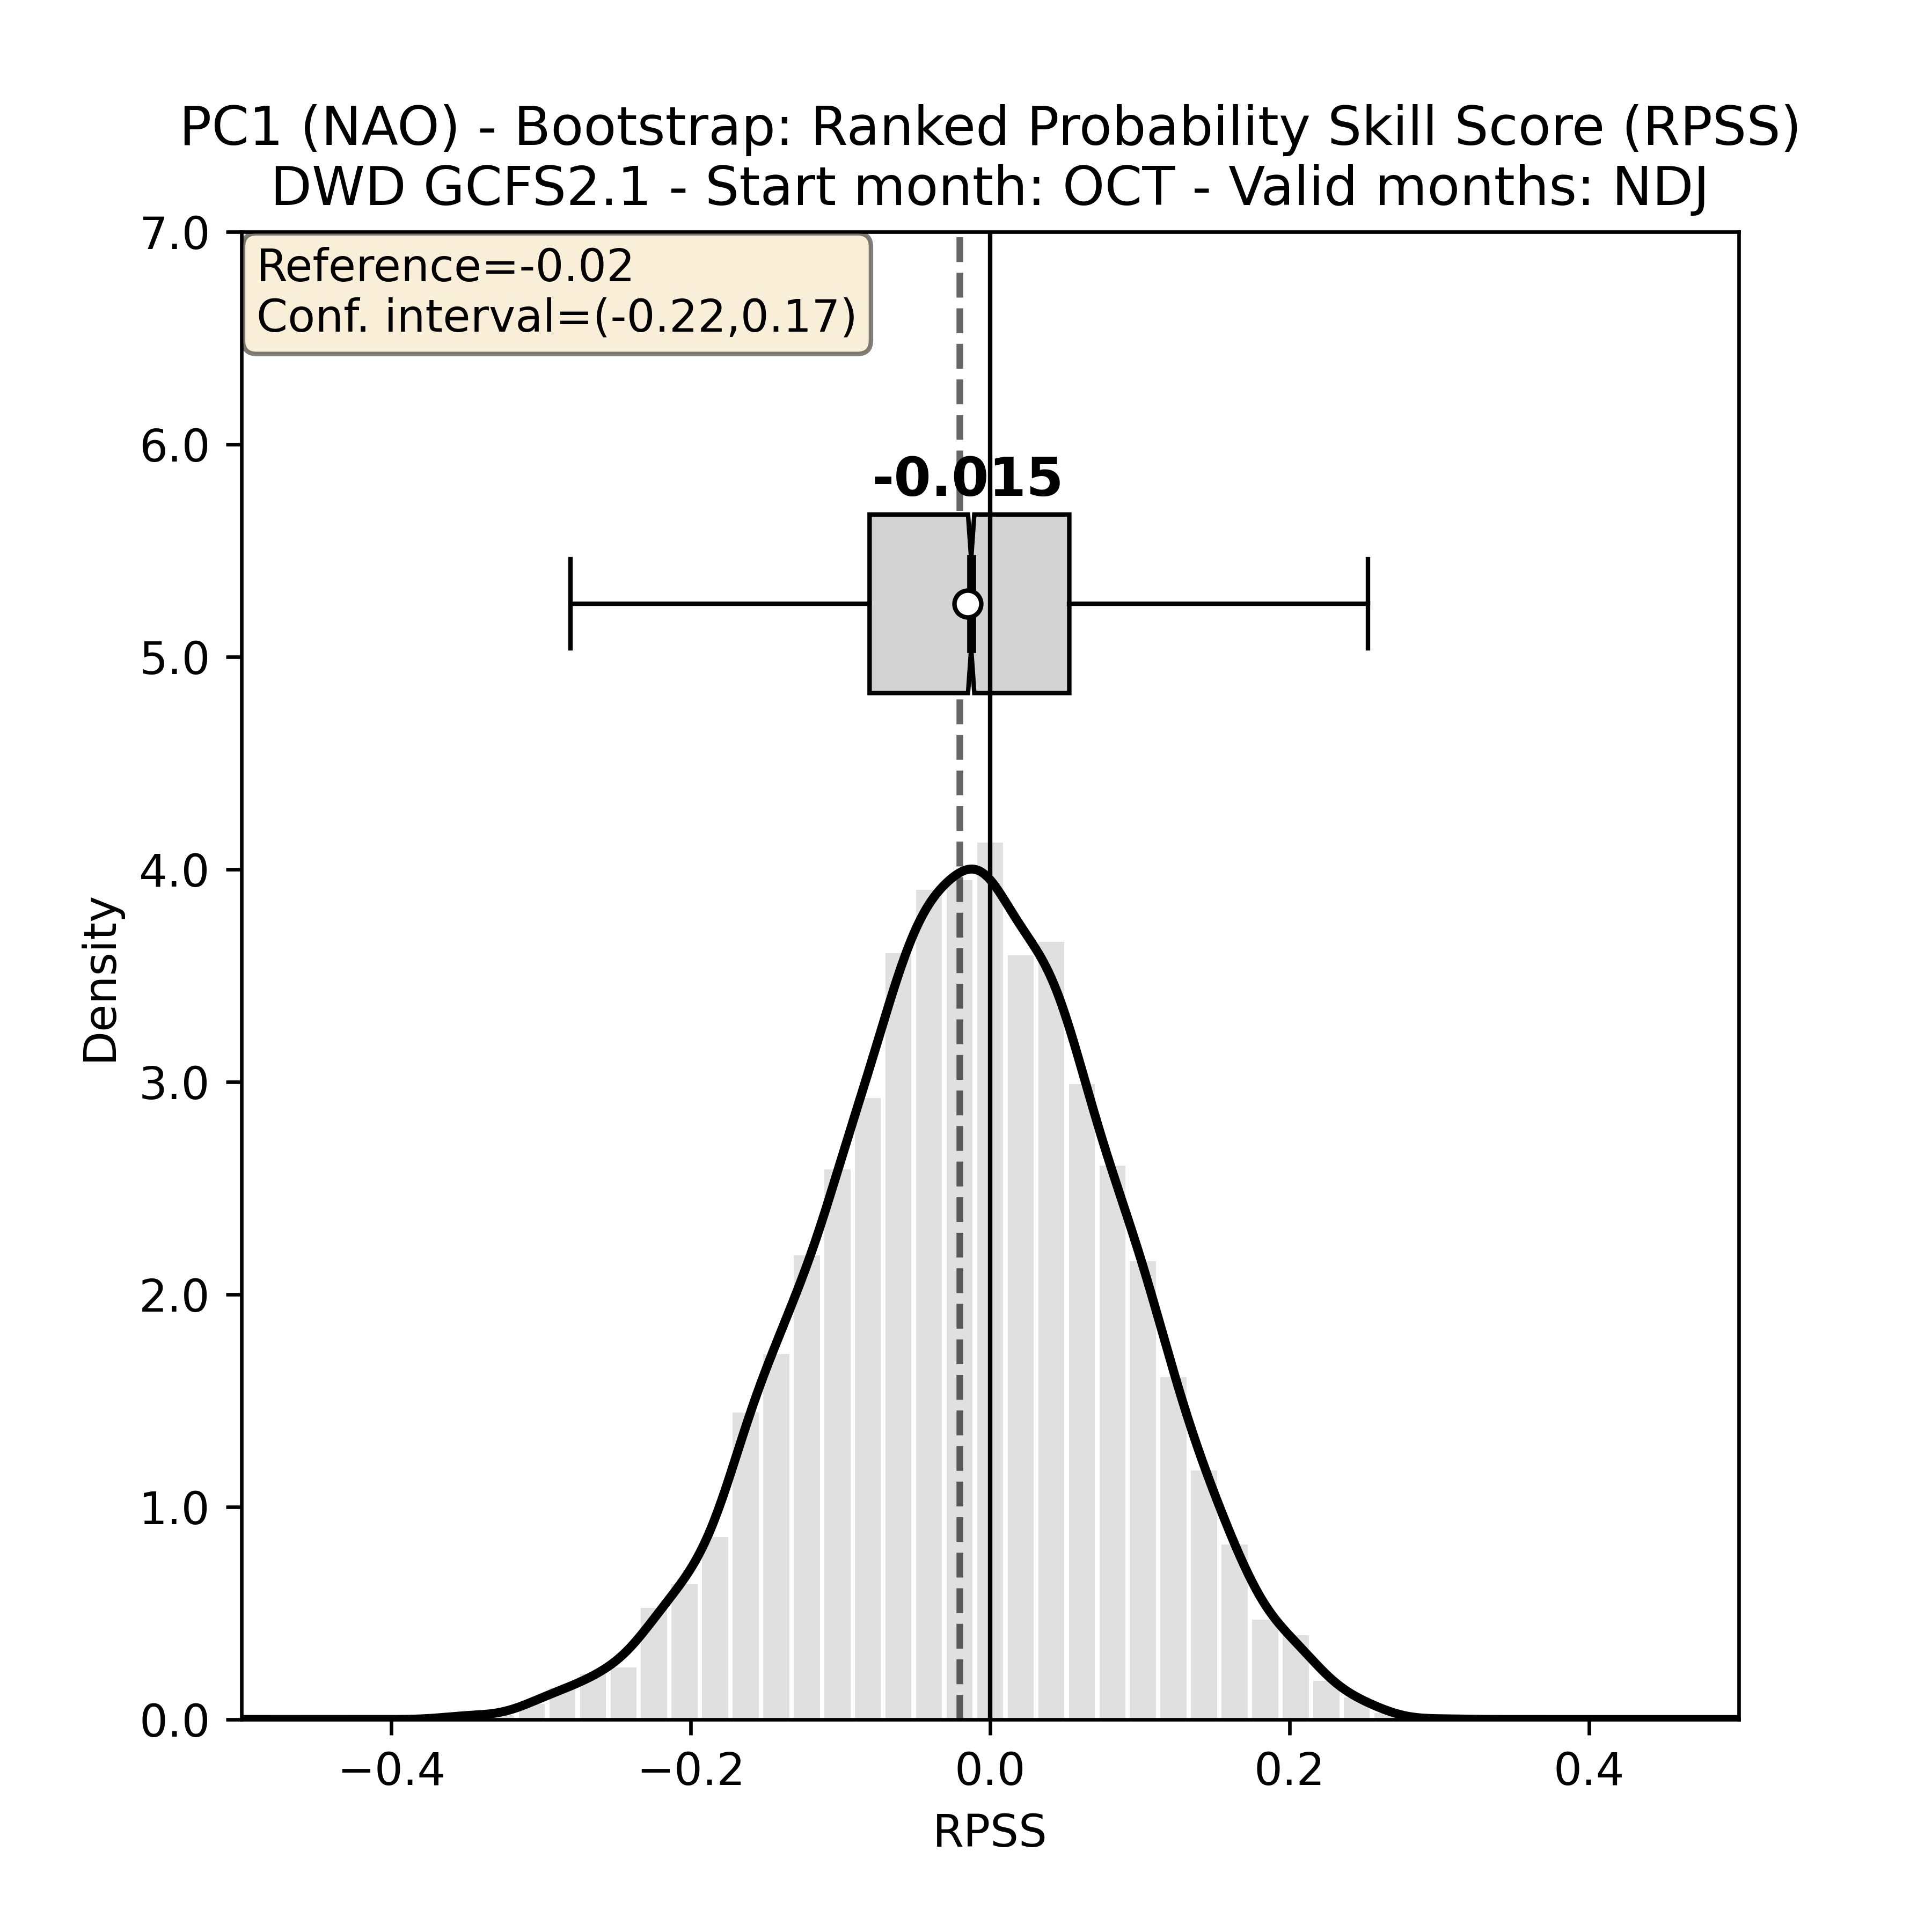 PC1 (NAO) - Bootstrap: Ranked Probability Skill Score (RPSS)
DWD GCFS2.1 - Start month: OCT - Valid months: NDJ
7.0
Reference=-0.02
Conf. interval=(-0.22,0.17)
6.0
-0.015
5.0
4.0
Density
3.0
2.0
1.0
0.0
−0.4 −0.2 0.0 0.2 0.4
RPSS